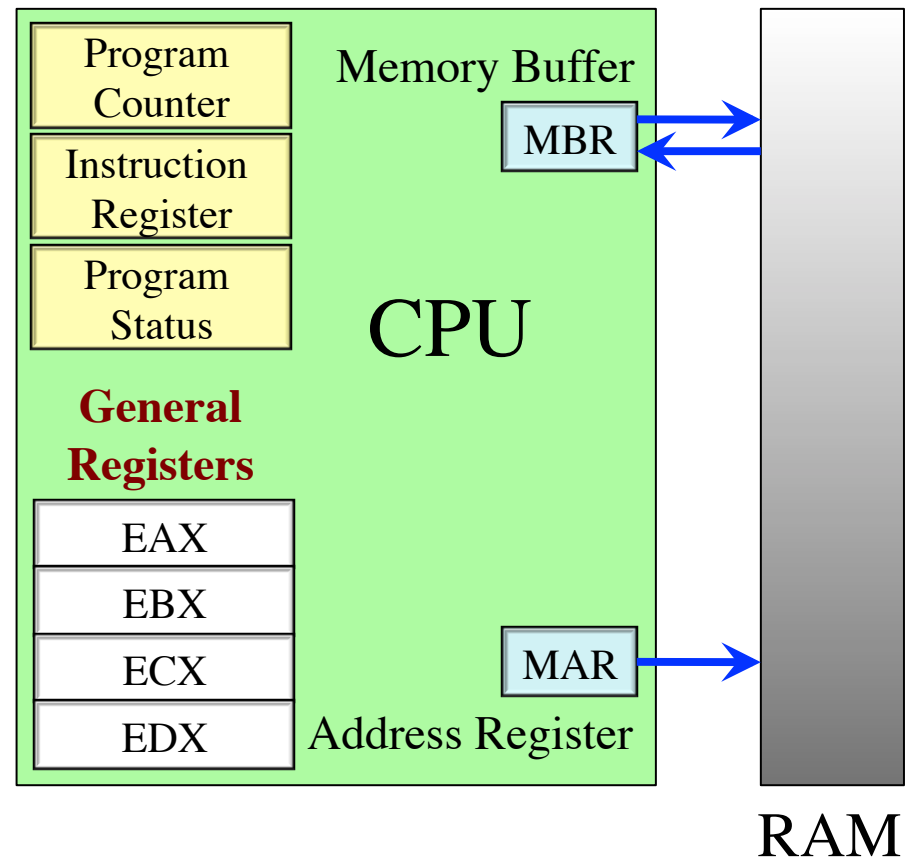 Program
Counter
Instruction
Register
Program
Status
General
Registers
EAX
EBX
ECX
EDX
Memory Buffer
MBR
CPU
MAR
Address Register
RAM